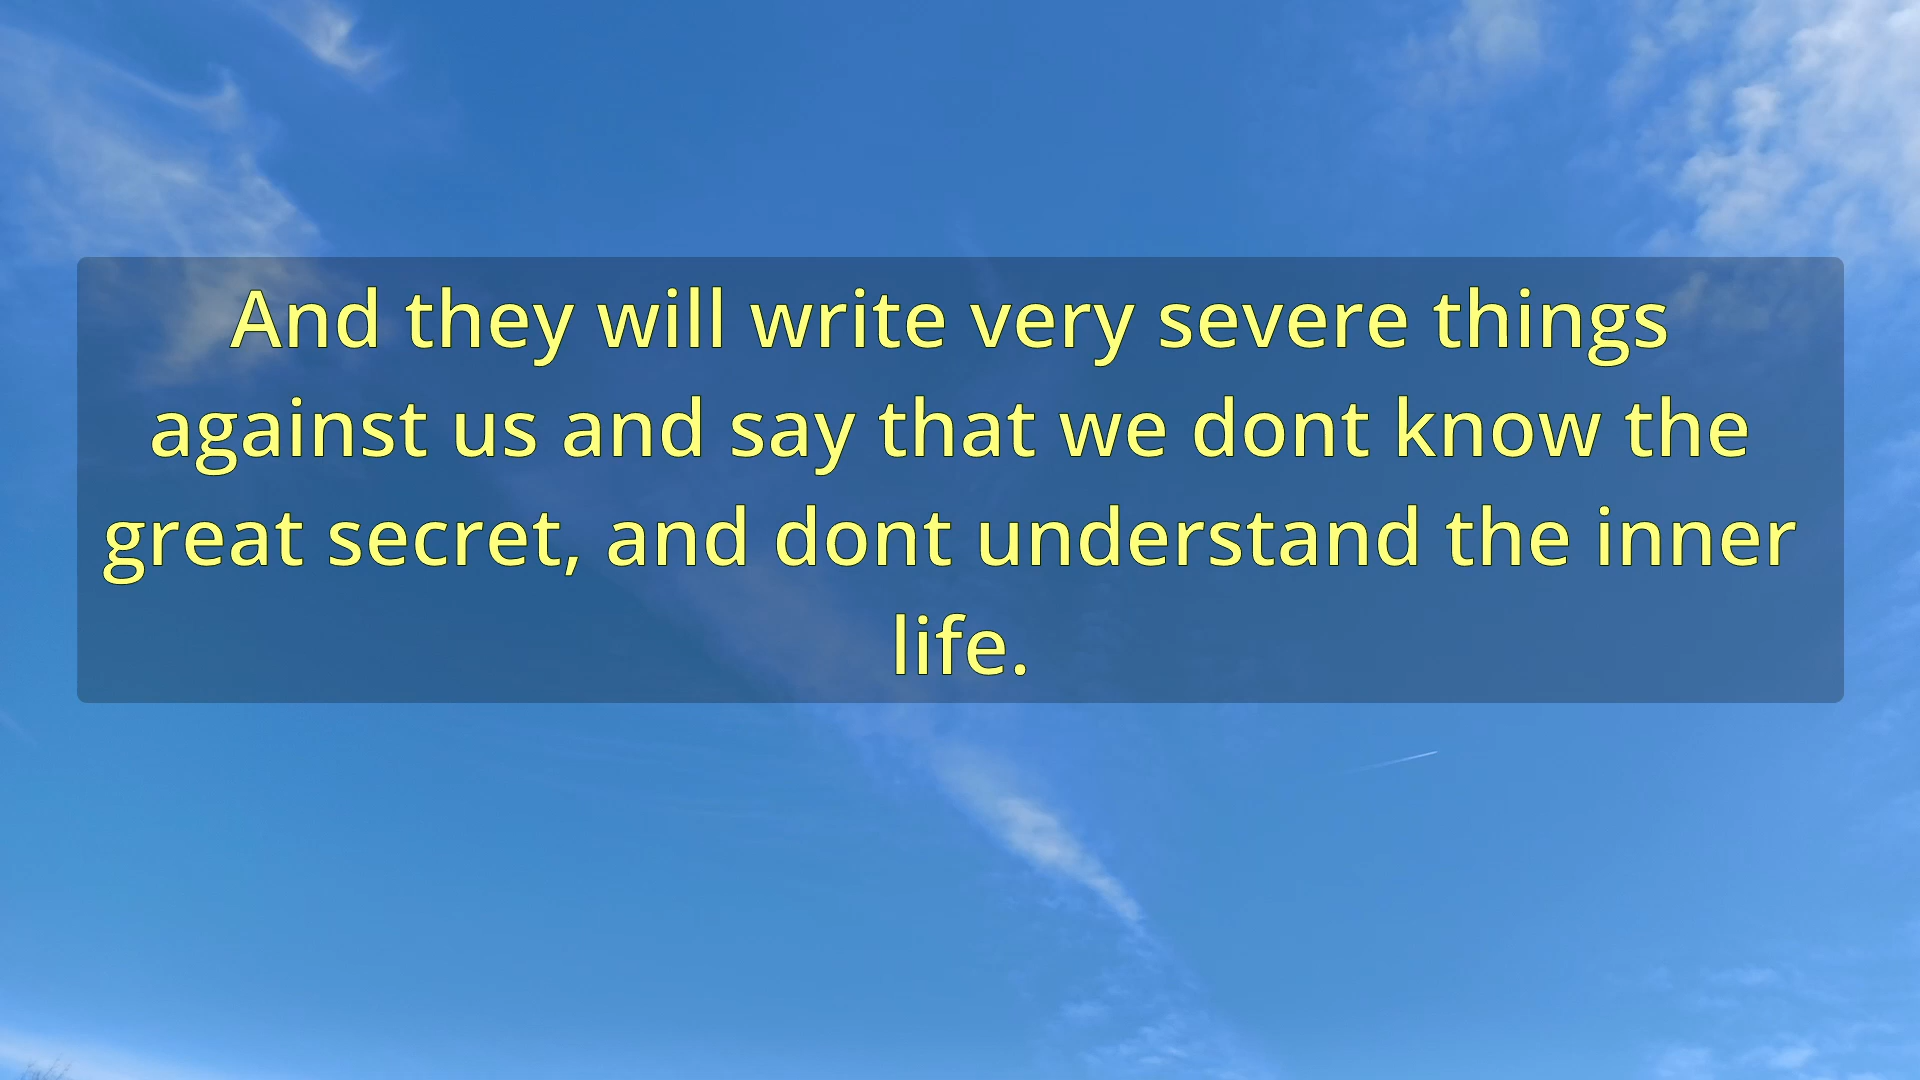 And they will write very severe things
against us and say that we dont know the
great secret, and dont understand the inner
life.